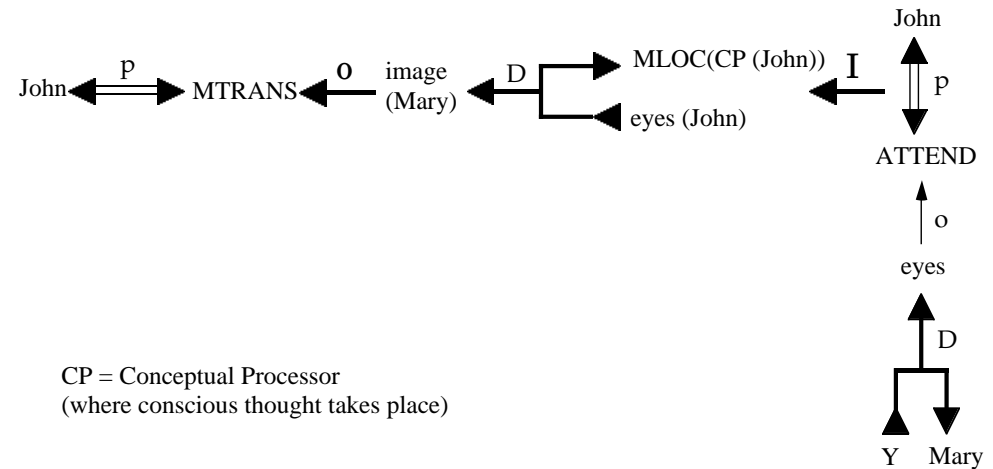 John
p
MTRANS
o
image
(Mary)
D
MLOC(CP (John))
eyes (John)
I
John
p
ATTEND
o
eyes
D
Y Mary
CP = Conceptual Processor
(where conscious thought takes place)